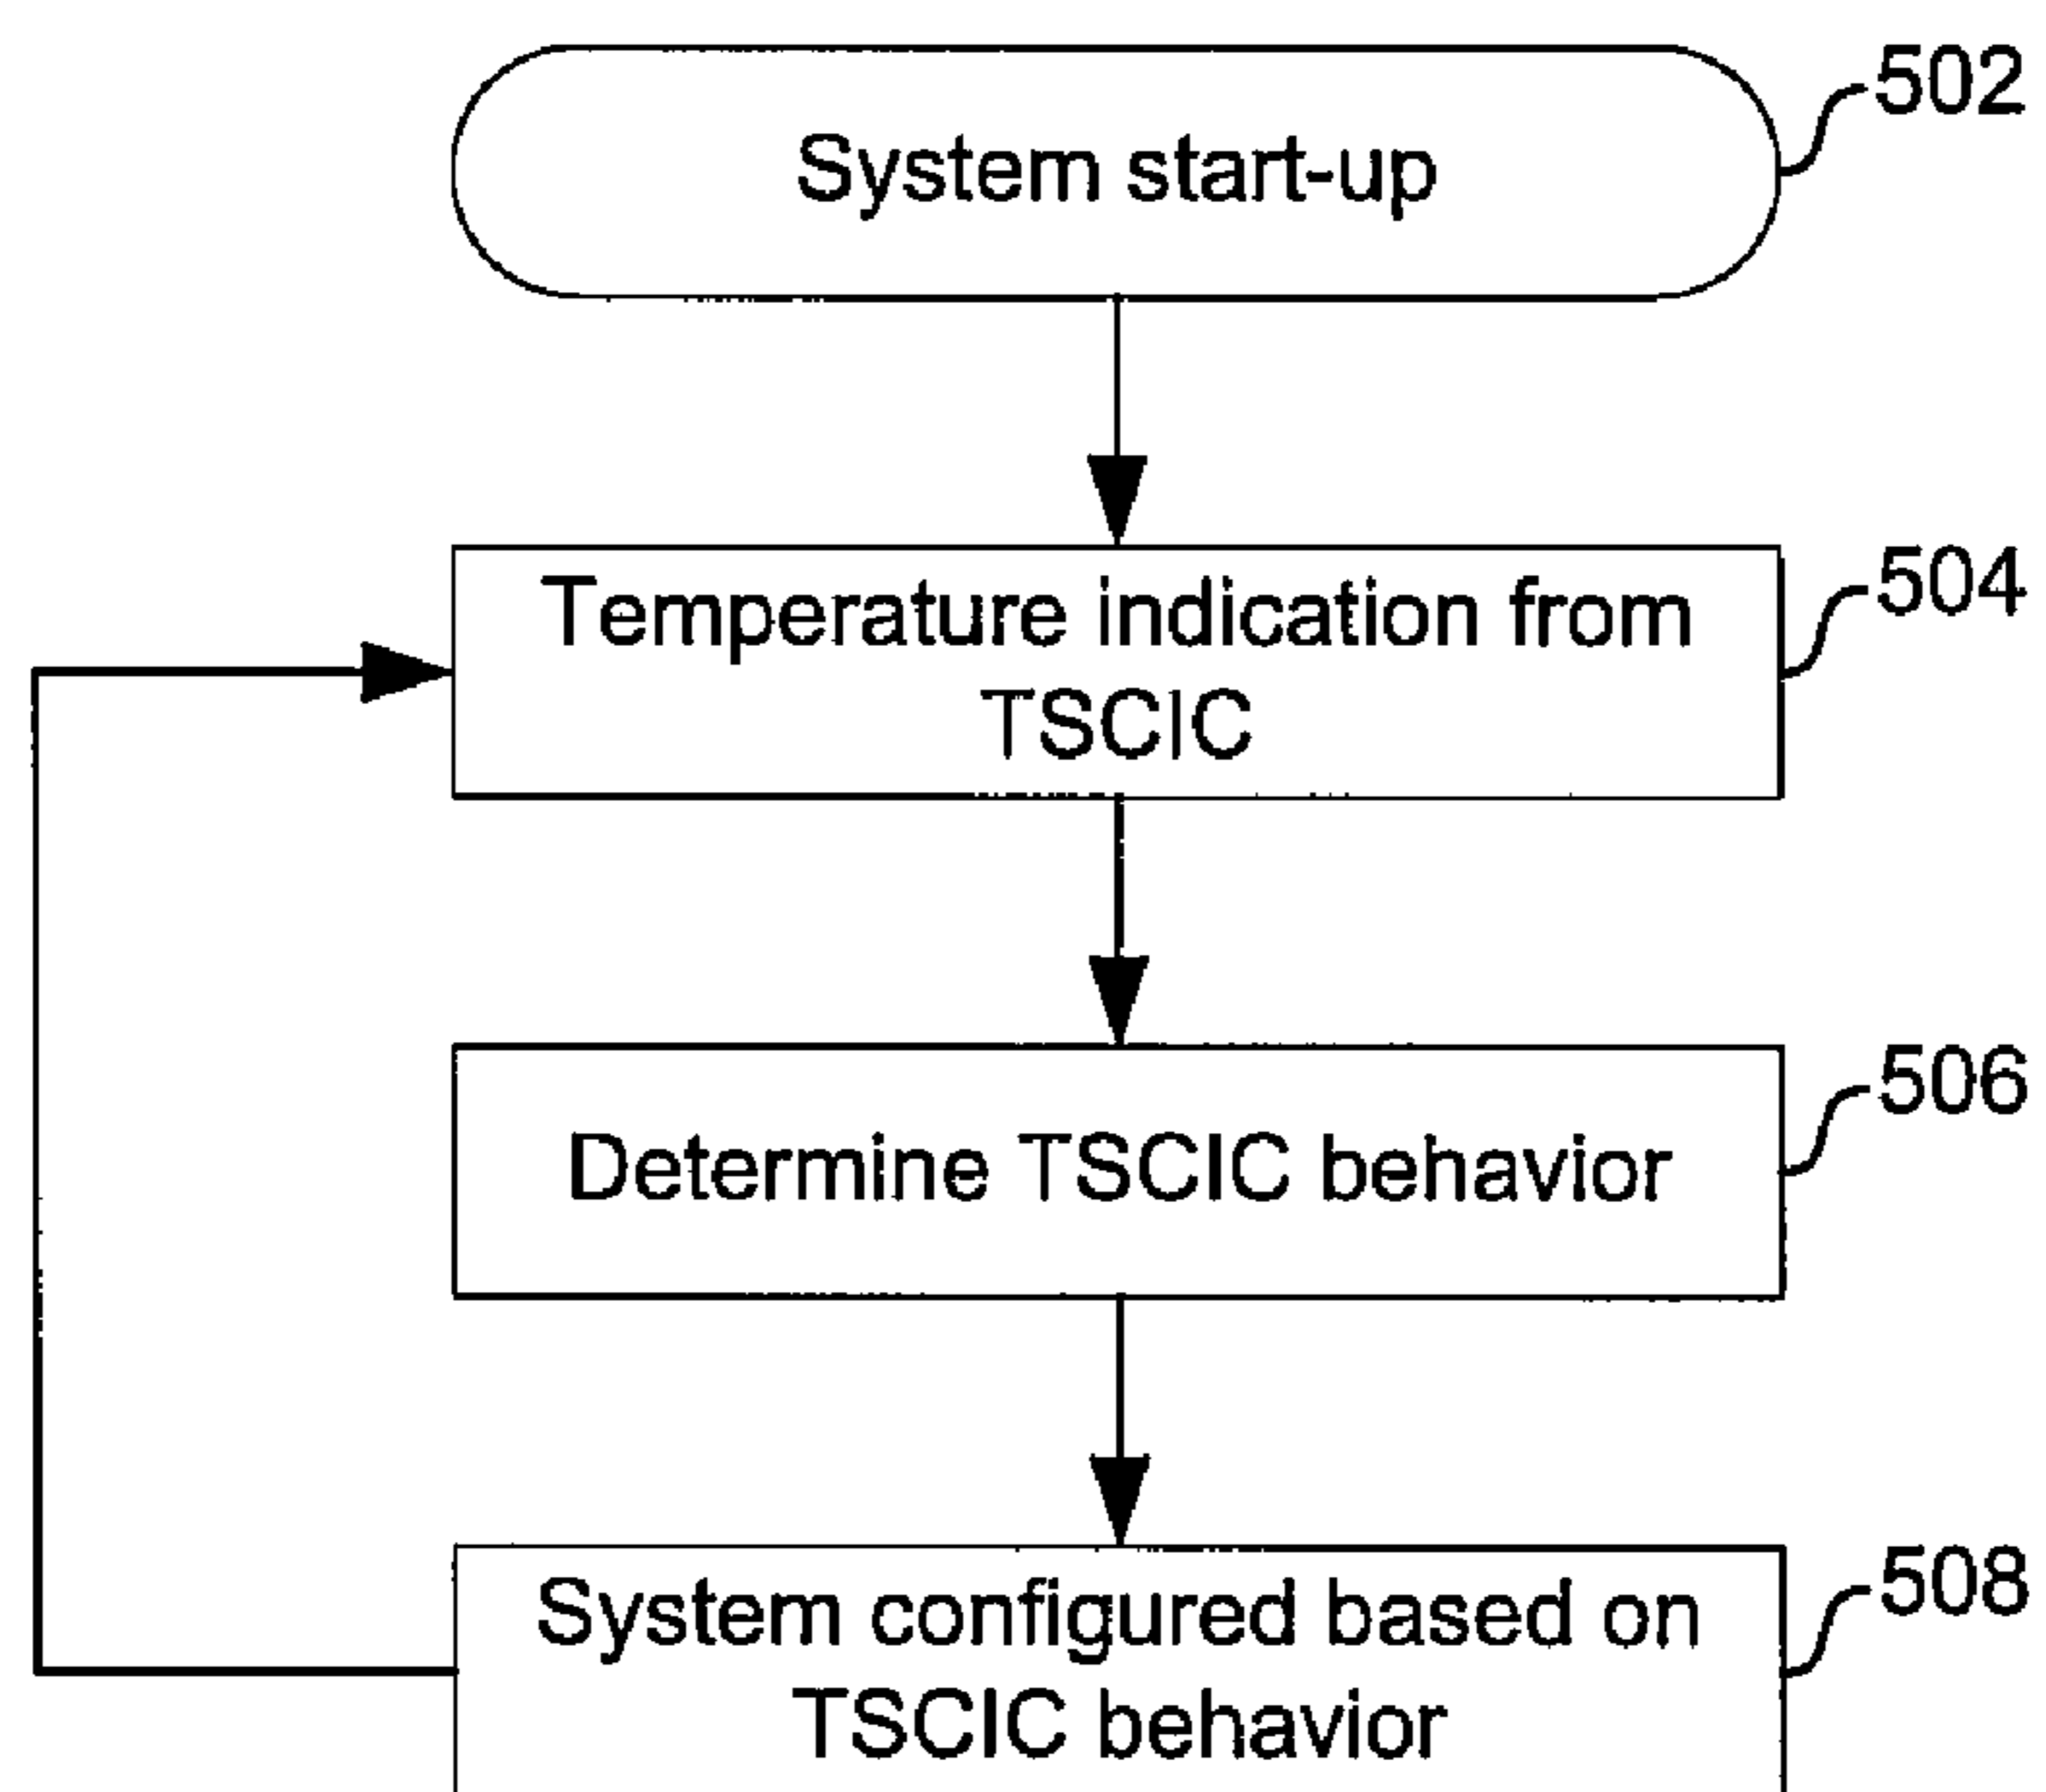 System start-up
502
Temperature indication from
TSCIC
504
Determine TSCIC behavior
506
System configured based on
TSCIC behavior
508